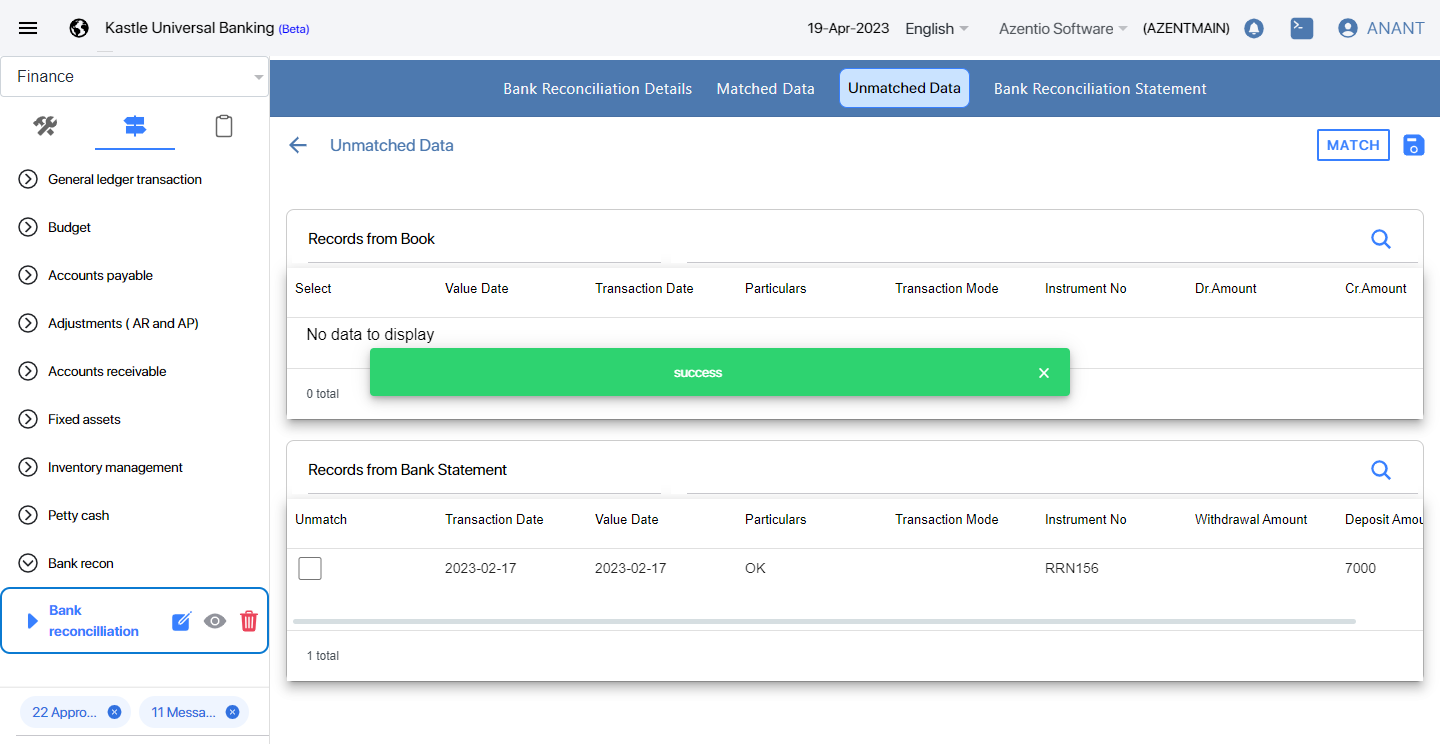 Kastle Universal Banking (Beta)
19-Apr-2023 English Azentio Software (AZENTMAIN) ANANT
Finance
Bank Reconciliation Details Matched Data Unmatched Data Bank Reconciliation Statement
Unmatched Data
MATCH
General ledger transaction
Budget
Accounts payable
Adjustments ( AR and AP)
Accounts receivable
Fixed assets
Inventory management
Petty cash
Bank recon
Bank
reconcilliation
22 Appro... 11 Messa...
Records from Book
Select Value Date Transaction Date Particulars Transaction Mode Instrument No Dr.Amount Cr.Amount
No data to display
success
0 total
Records from Bank Statement
Unmatch Transaction Date Value Date Particulars Transaction Mode Instrument No Withdrawal Amount Deposit Amou
2023-02-17 2023-02-17 OK RRN156 7000
1 total